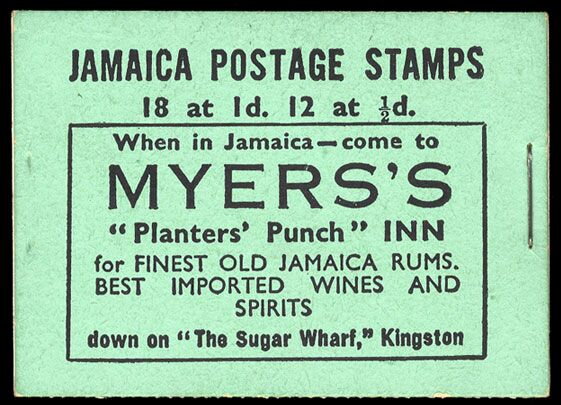 JAMAICA POSTAGE STAMPS
18 at 1d. 12 at ½d.
When in Jamaica—come to
MYERS'S
"Planters' Punch" INN
for FINEST OLD JAMAICA RUMS.
BEST IMPORTED WINES AND
SPIRITS
down on "The Sugar Wharf," Kingston